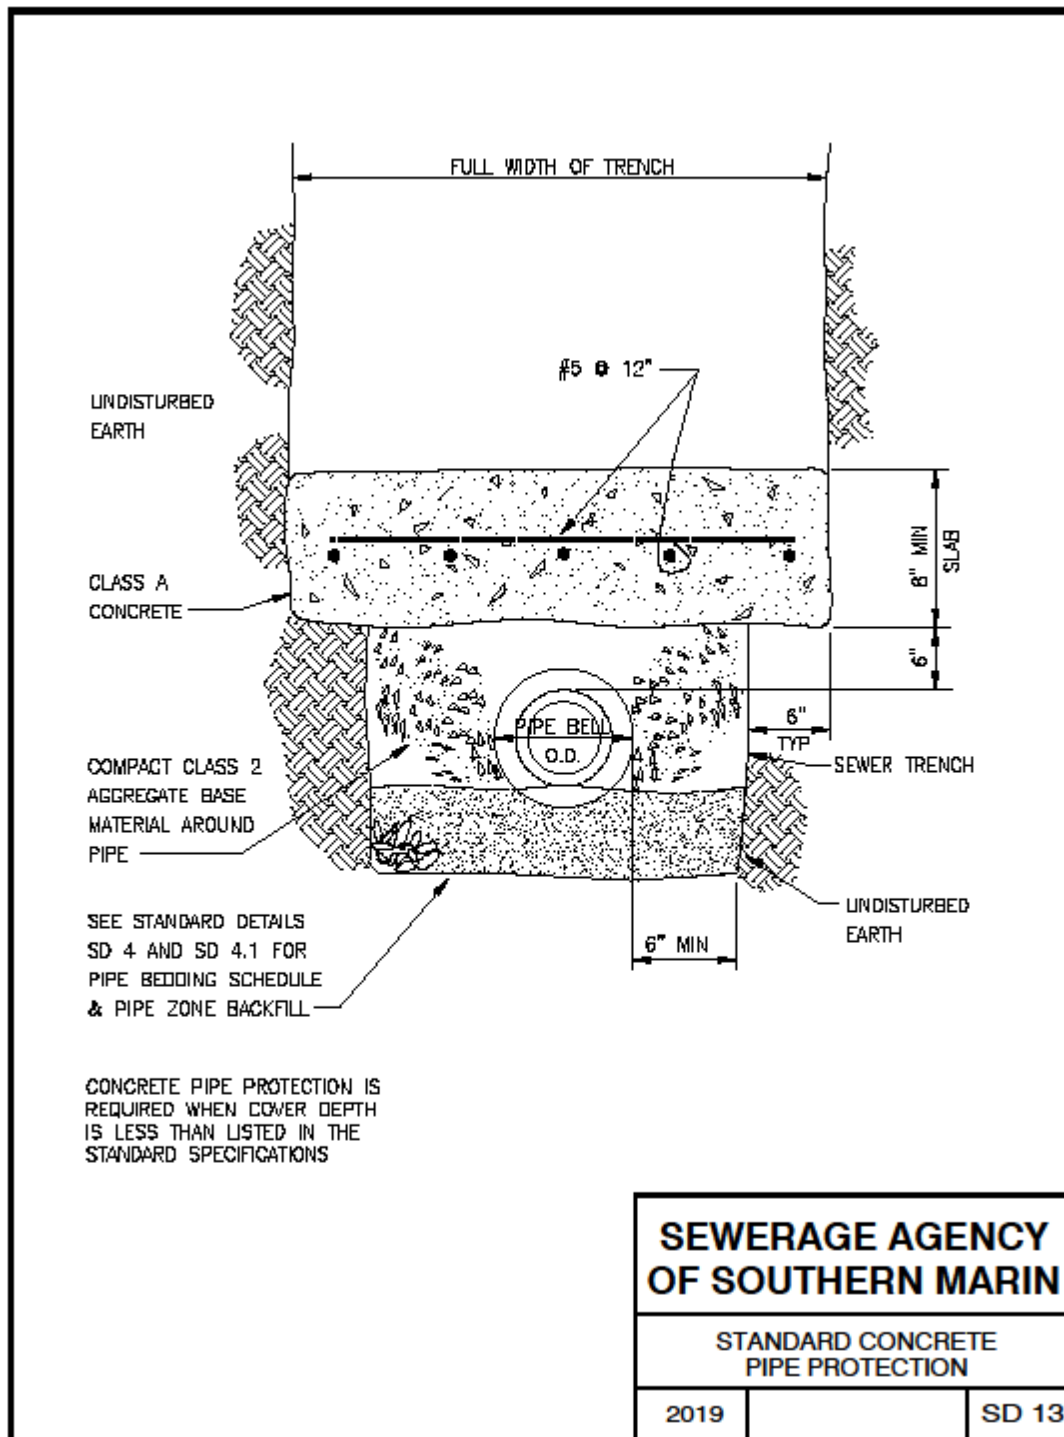 FULL WIDTH OF TRENCH
#5 @ 12"
UNDISTURBED
EARTH
6" MIN
SLAB
CLASS A
CONCRETE
6"
6"
TYP
PIPE BELL
O.D.
SEWER TRENCH
COMPACT CLASS 2
AGGREGATE BASE
MATERIAL AROUND
PIPE
UNDISTURBED
EARTH
SEE STANDARD DETAILS
SD 4 AND SD 4.1 FOR
PIPE BEDDING SCHEDULE
& PIPE ZONE BACKFILL
6" MIN
CONCRETE PIPE PROTECTION IS
REQUIRED WHEN COVER DEPTH
IS LESS THAN LISTED IN THE
STANDARD SPECIFICATIONS
SEWERAGE AGENCY
OF SOUTHERN MARIN
STANDARD CONCRETE
PIPE PROTECTION
2019
SD 13